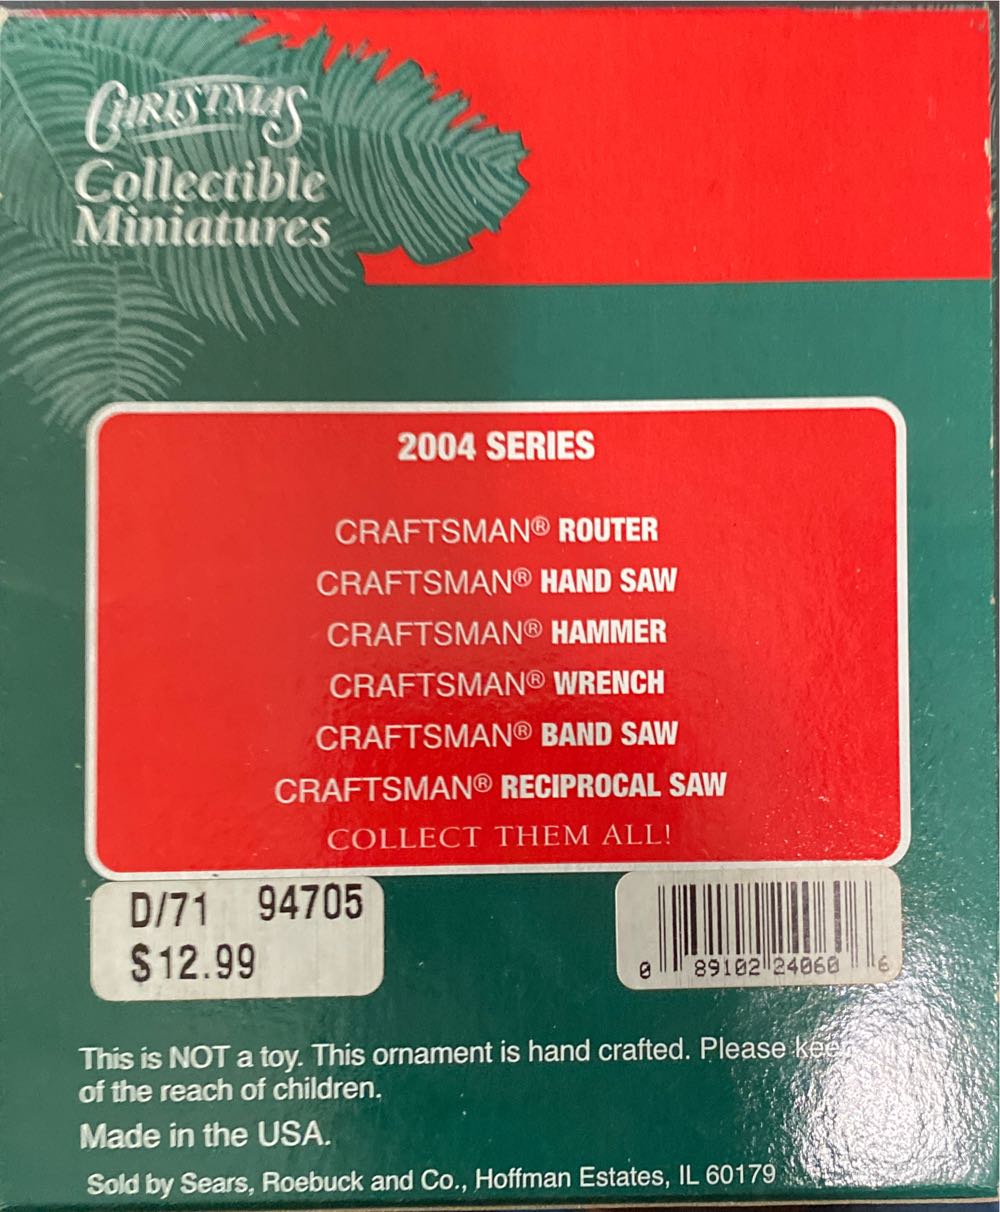 CHRISTMAS
Collectible
Miniatures
2004 SERIES
CRAFTSMAN® ROUTER
CRAFTSMAN® HAND SAW
CRAFTSMAN® HAMMER
CRAFTSMAN® WRENCH
CRAFTSMAN® BAND SAW
CRAFTSMAN® RECIPROCAL SAW
COLLECT THEM ALL!
D/71 94705
$12.99
0 89102 24060 6
This is NOT a toy. This ornament is hand crafted. Please
of the reach of children.
Made in the USA.
Sold by Sears, Roebuck and Co., Hoffman Estates, IL 60179